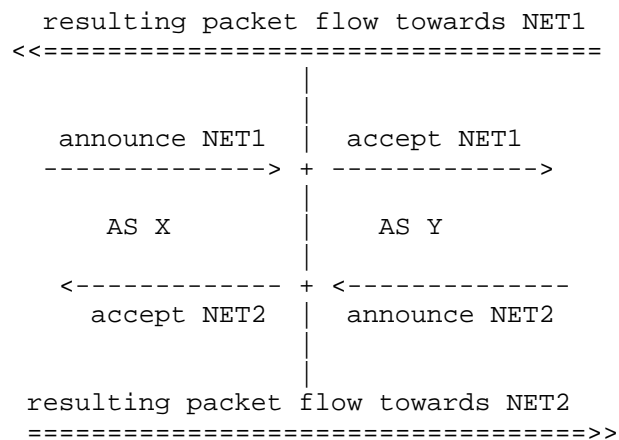 resulting packet flow towards NET1
<<===================================
|
|
announce NET1 | accept NET1
--------------> + ------------->
|
AS X | AS Y
|
<------------- + <--------------
accept NET2 | announce NET2
|
|
resulting packet flow towards NET2
===================================>>